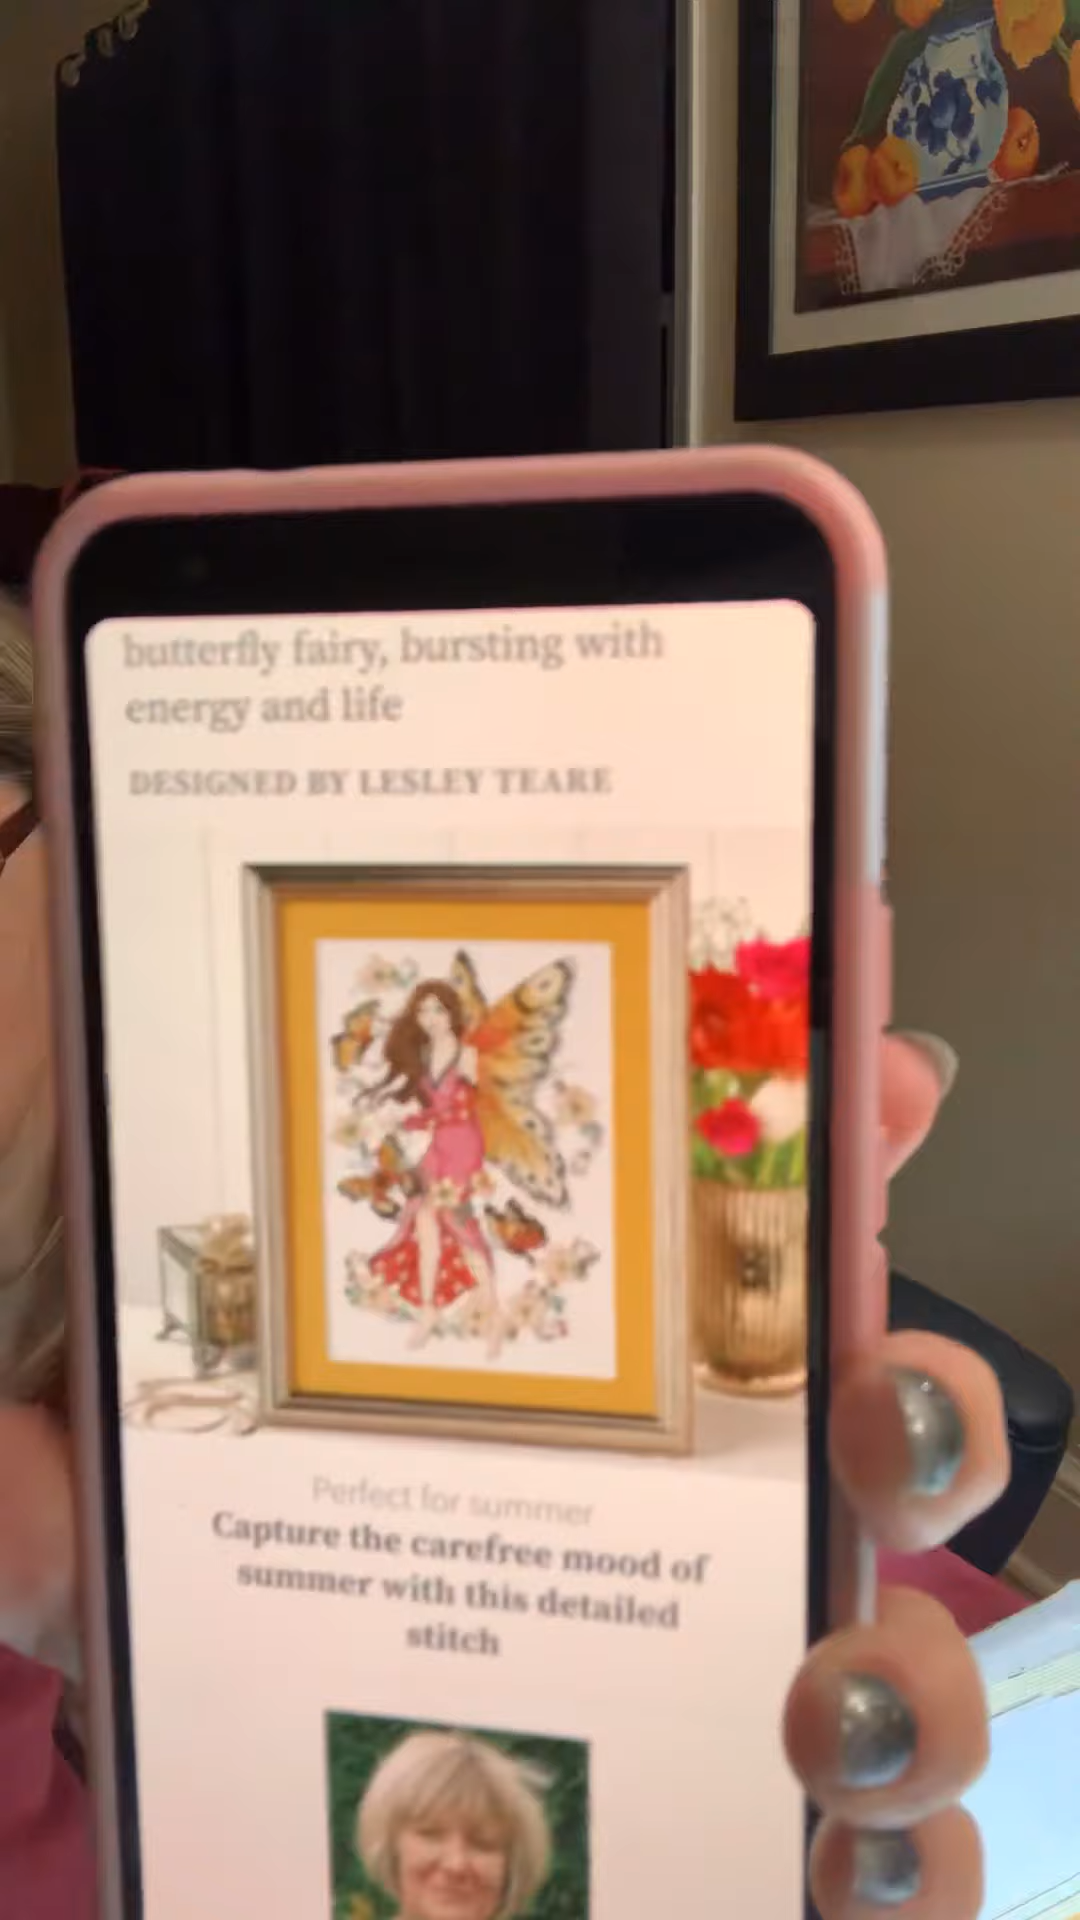 butterfly fairy, bursting with
energy and life
DESIGNED BY LESLEY TEARE
Perfect for summer
Capture the carefree mood of
summer with this detailed
stitch